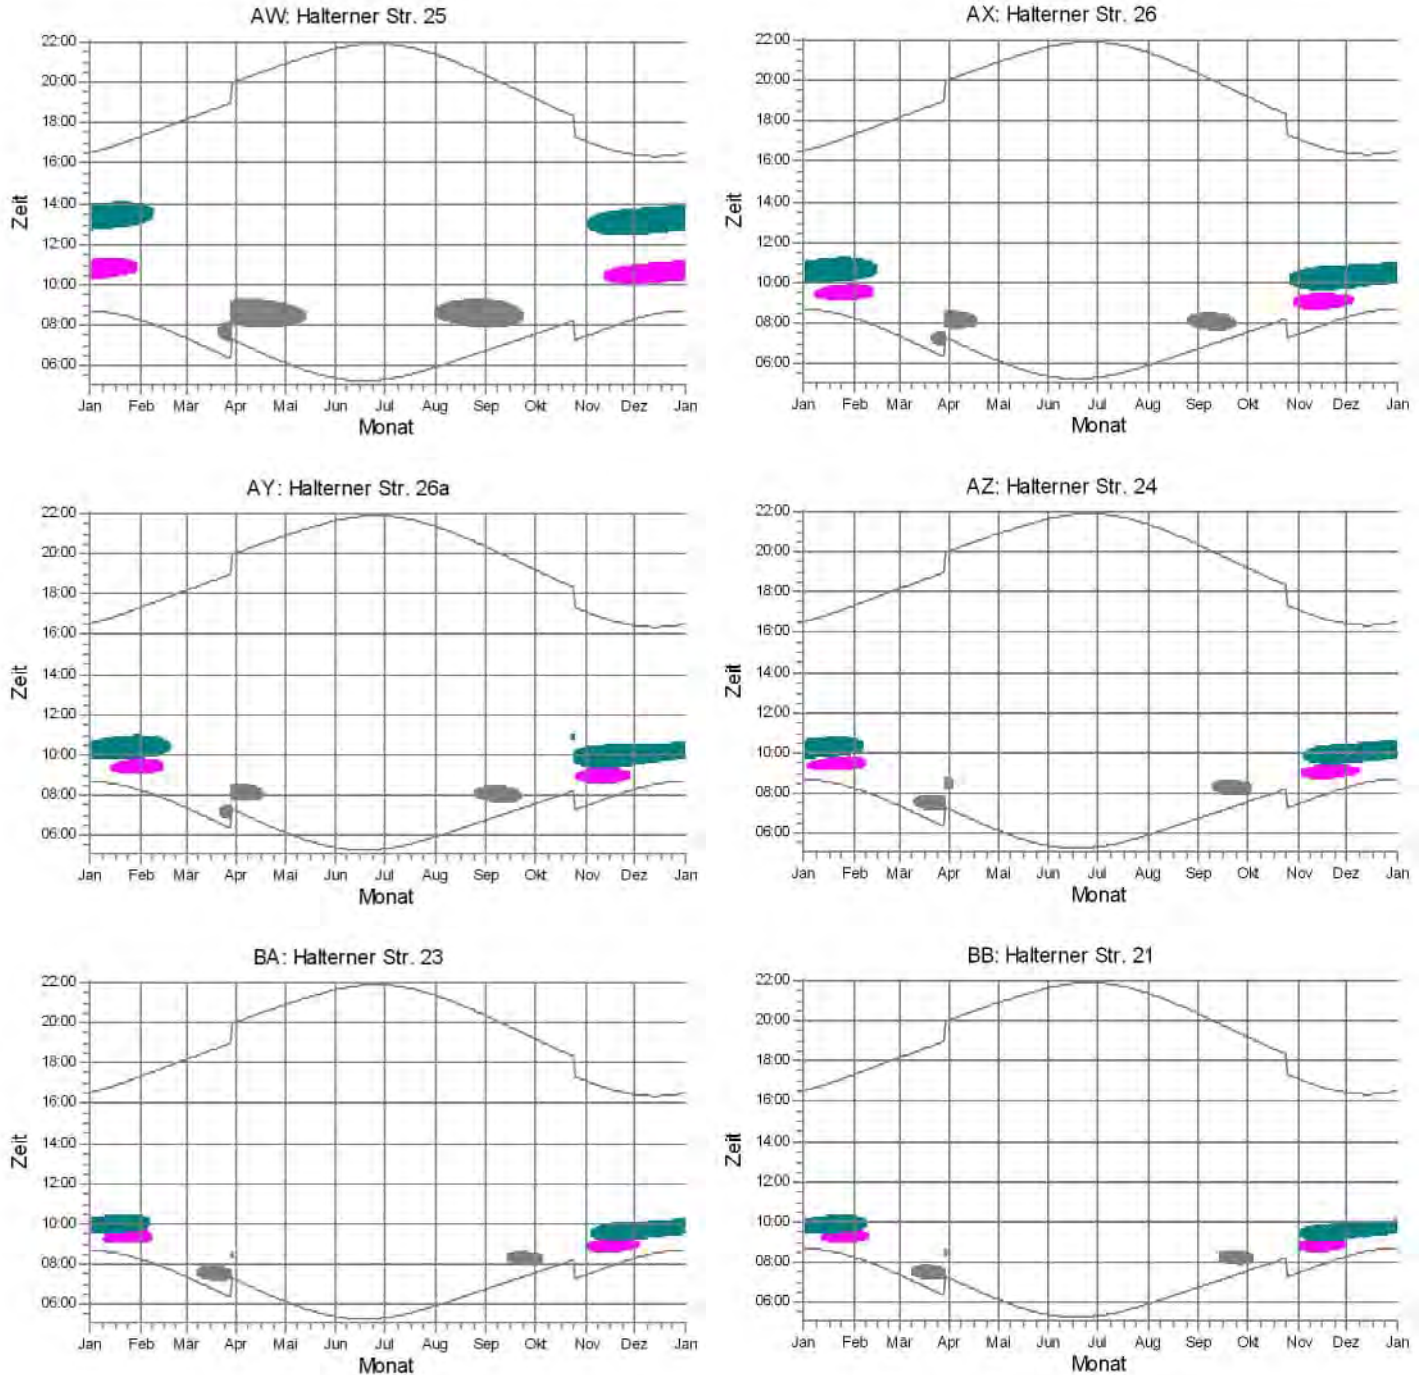 AW: Halterner Str. 25
22:00
20:00
18:00
16:00
14:00
12:00
10:00
08:00
06:00
Zeit
Jan Feb Mär Apr Mai Jun Jul Aug Sep Okt Nov Dez Jan
Monat
AX: Halterner Str. 26
22:00
20:00
18:00
16:00
14:00
12:00
10:00
08:00
06:00
Zeit
Jan Feb Mär Apr Mai Jun Jul Aug Sep Okt Nov Dez Jan
Monat
AY: Halterner Str. 26a
22:00
20:00
18:00
16:00
14:00
12:00
10:00
08:00
06:00
Zeit
Jan Feb Mär Apr Mai Jun Jul Aug Sep Okt Nov Dez Jan
Monat
AZ: Halterner Str. 24
22:00
20:00
18:00
16:00
14:00
12:00
10:00
08:00
06:00
Zeit
Jan Feb Mär Apr Mai Jun Jul Aug Sep Okt Nov Dez Jan
Monat
BA: Halterner Str. 23
22:00
20:00
18:00
16:00
14:00
12:00
10:00
08:00
06:00
Zeit
Jan Feb Mär Apr Mai Jun Jul Aug Sep Okt Nov Dez Jan
Monat
BB: Halterner Str. 21
22:00
20:00
18:00
16:00
14:00
12:00
10:00
08:00
06:00
Zeit
Jan Feb Mär Apr Mai Jun Jul Aug Sep Okt Nov Dez Jan
Monat